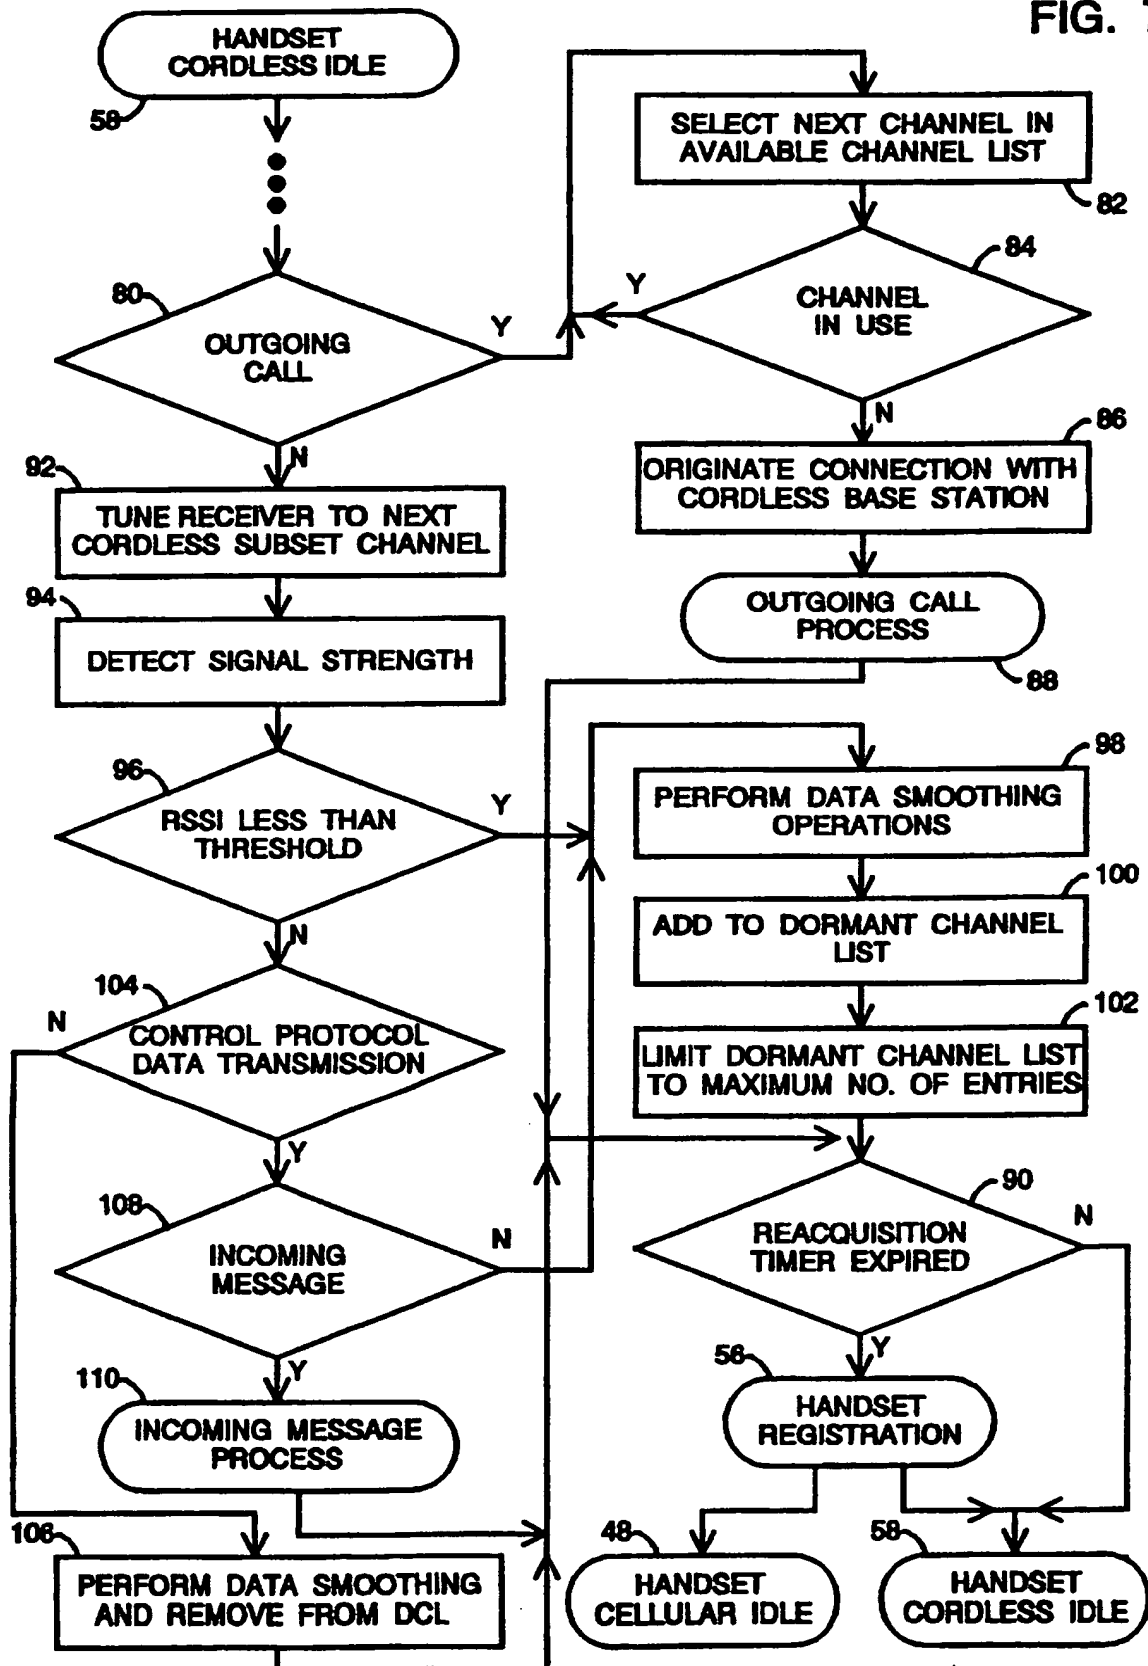 FIG. 7
HANDSET
CORDLESS IDLE
58
SELECT NEXT CHANNEL IN
AVAILABLE CHANNEL LIST
82
84
CHANNEL
IN USE
Y
N
80
OUTGOING
CALL
Y
N
86
ORIGINATE CONNECTION WITH
CORDLESS BASE STATION
92
TUNE RECEIVER TO NEXT
CORDLESS SUBSET CHANNEL
OUTGOING CALL
PROCESS
88
94
DETECT SIGNAL STRENGTH
96
RSSI LESS THAN
THRESHOLD
Y
N
98
PERFORM DATA SMOOTHING
OPERATIONS
100
ADD TO DORMANT CHANNEL
LIST
102
LIMIT DORMANT CHANNEL LIST
TO MAXIMUM NO. OF ENTRIES
104
N
CONTROL PROTOCOL
DATA TRANSMISSION
Y
108
INCOMING
MESSAGE
N
Y
90
REACQUISITION
TIMER EXPIRED
N
Y
110
INCOMING MESSAGE
PROCESS
56
HANDSET
REGISTRATION
106
PERFORM DATA SMOOTHING
AND REMOVE FROM DCL
48
HANDSET
CELLULAR IDLE
58
HANDSET
CORDLESS IDLE